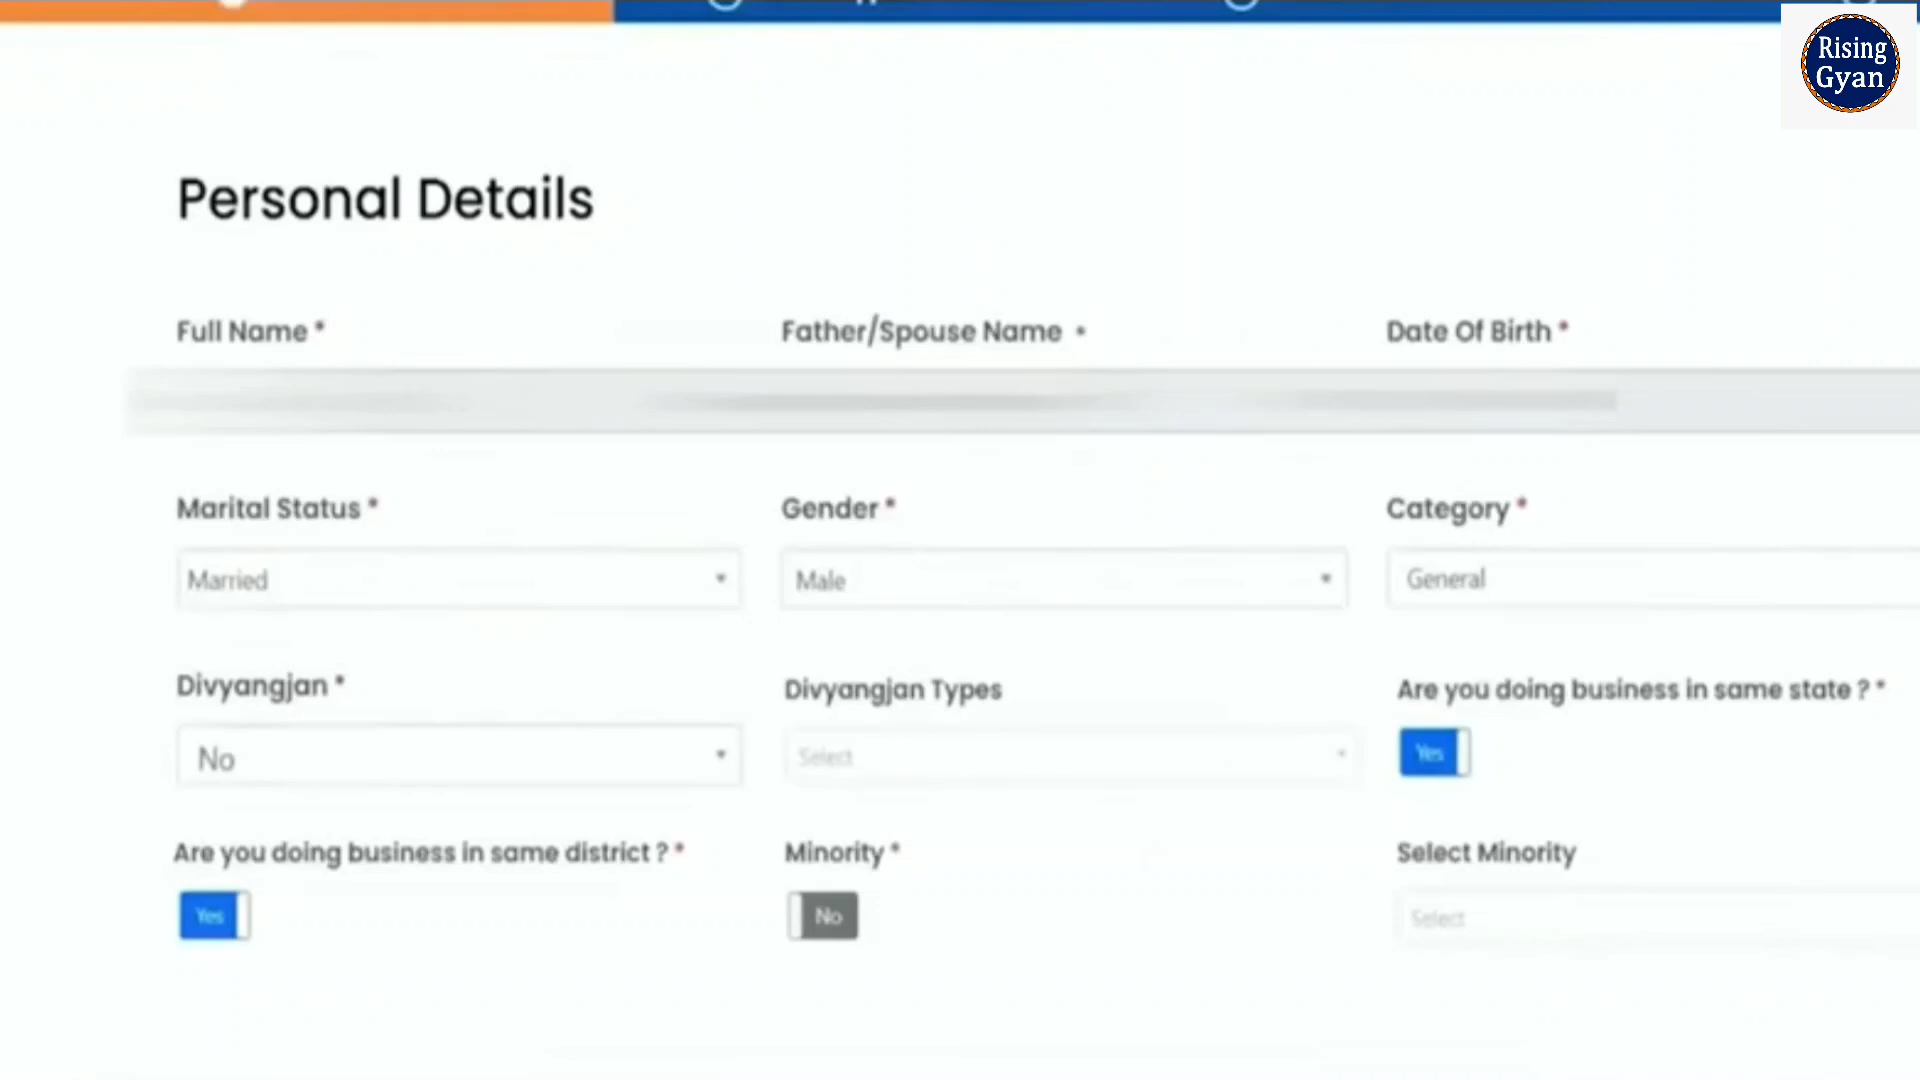 Rising
Gyan
Personal Details
Full Name *
Father/Spouse Name *
Date Of Birth *
Marital Status *
Gender *
Category *
Married
Male
General
Divyangjan *
Divyangjan Types
Are you doing business in same state ? *
No
Select
Yes
Are you doing business in same district ? *
Minority *
Select Minority
Yes
No
Select